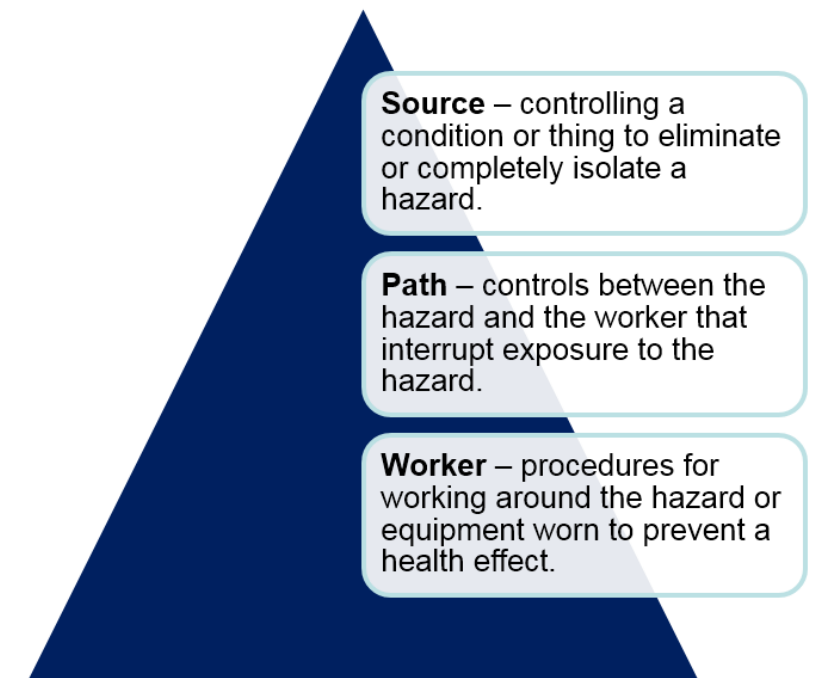 Source – controlling a
condition or thing to eliminate
or completely isolate a
hazard.
Path – controls between the
hazard and the worker that
interrupt exposure to the
hazard.
Worker – procedures for
working around the hazard or
equipment worn to prevent a
health effect.